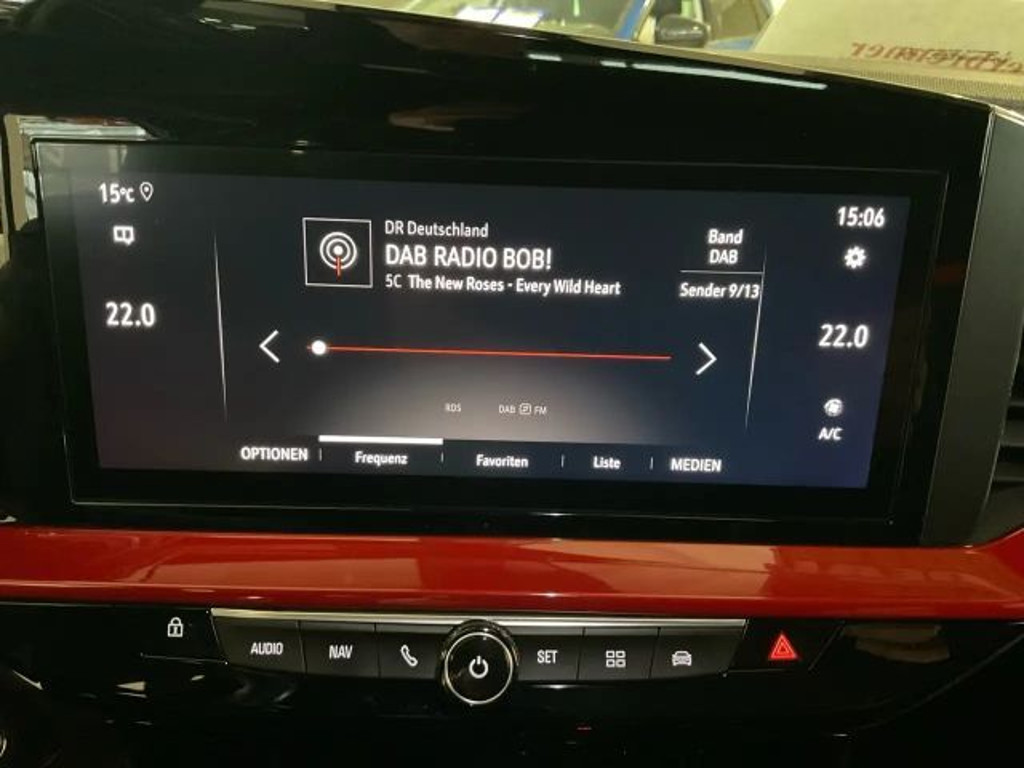 15°C
22.0
DR Deutschland
DAB RADIO BOB!
5C The New Roses - Every Wild Heart
Band
DAB
Sender 9/13
15:06
22.0
A/C
RDS
DAB FM
OPTIONEN
Frequenz
Favoriten
Liste
MEDIEN
AUDIO
NAV
SET